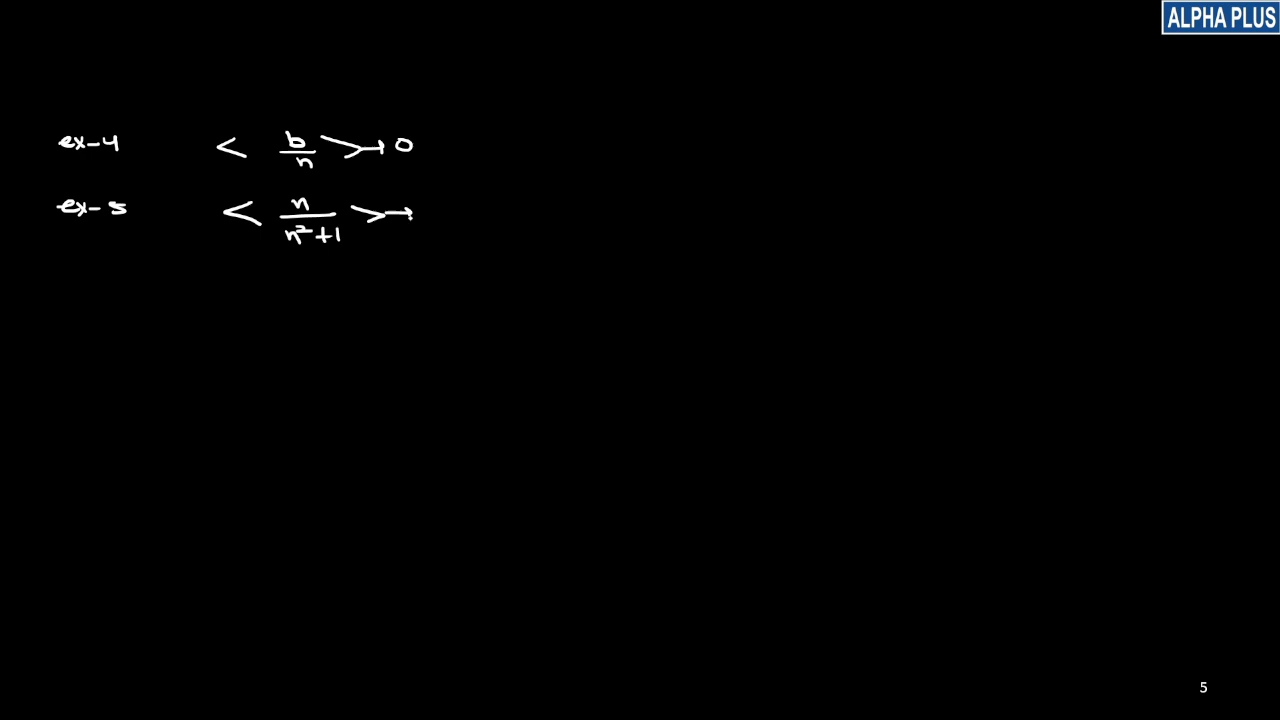 ALPHA PLUS
ex-4 < b/n > → 0
ex-5 < n/n²+1 > →
5